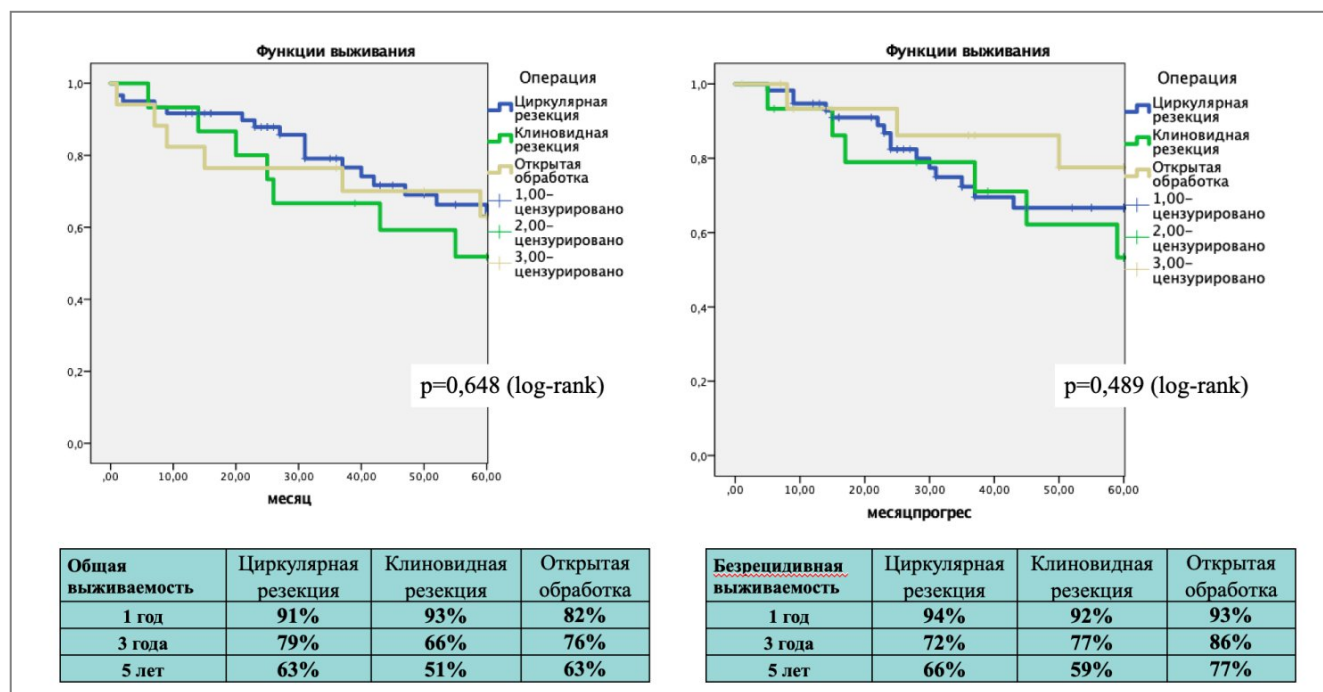 Функции выживания
1,0
0,8
0,6
0,4
0,2
0,0
,00
10,00
20,00
30,00
40,00
50,00
60,00
месяц
Операция
Циркулярная
резекция
Клиновидная
резекция
Открытая
обработка
1,00-
цензурировано
2,00-
цензурировано
3,00-
цензурировано
p=0,648 (log-rank)
Функции выживания
1,0
0,8
0,6
0,4
0,2
0,0
,00
10,00
20,00
30,00
40,00
50,00
60,00
месяцпрогрес
Операция
Циркулярная
резекция
Клиновидная
резекция
Открытая
обработка
1,00-
цензурировано
2,00-
цензурировано
3,00-
цензурировано
p=0,489 (log-rank)
Общая Циркулярная Клиновидная Открытая
выживаемость резекция резекция обработка
1 год 91% 93% 82%
3 года 79% 66% 76%
5 лет 63% 51% 63%
Безрецидивная Циркулярная Клиновидная Открытая
выживаемость резекция резекция обработка
1 год 94% 92% 93%
3 года 72% 77% 86%
5 лет 66% 59% 77%